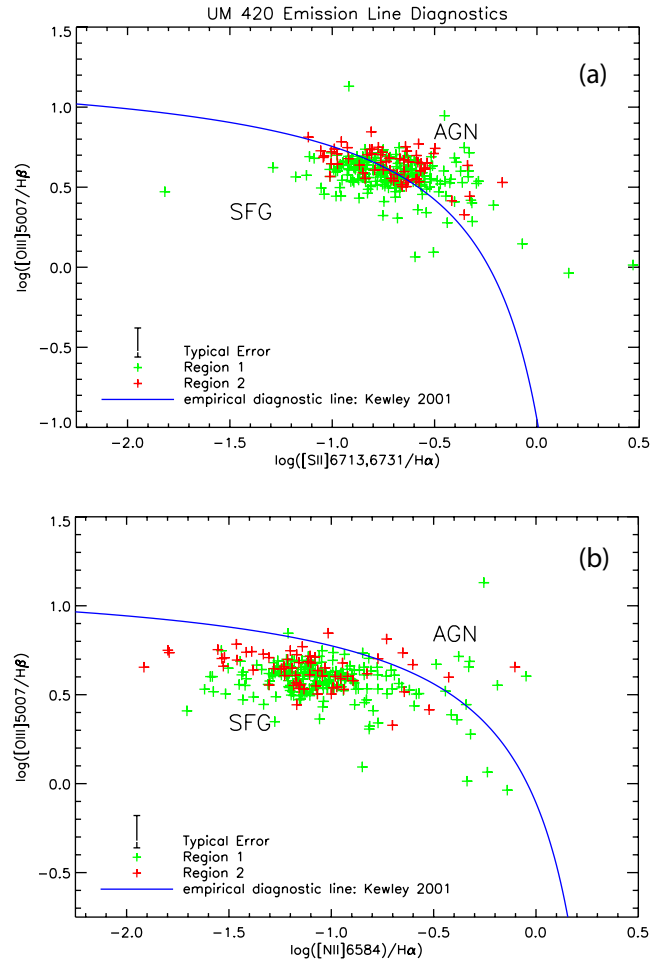 UM 420 Emission Line Diagnostics
(a)
AGN
SFG
1.5
1.0
0.5
0.0
−0.5
−1.0
log([OIII]5007/Hβ)
Typical Error
Region 1
Region 2
empirical diagnostic line: Kewley 2001
−2.0 −1.5 −1.0 −0.5 0.0 0.5
log([SII]6713,6731/Hα)
(b)
AGN
SFG
1.5
1.0
0.5
0.0
−0.5
log([OIII]5007/Hβ)
Typical Error
Region 1
Region 2
empirical diagnostic line: Kewley 2001
−2.0 −1.5 −1.0 −0.5 0.0 0.5
log([NII]6584)/Hα)